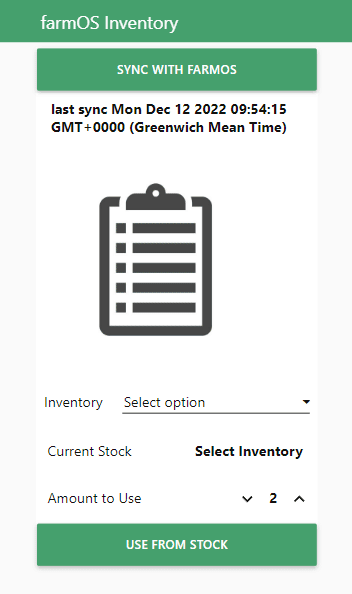 farmOS Inventory
SYNC WITH FARMOS
last sync Mon Dec 12 2022 09:54:15
GMT+0000 (Greenwich Mean Time)
Inventory Select option
Current Stock Select Inventory
Amount to Use 2
USE FROM STOCK